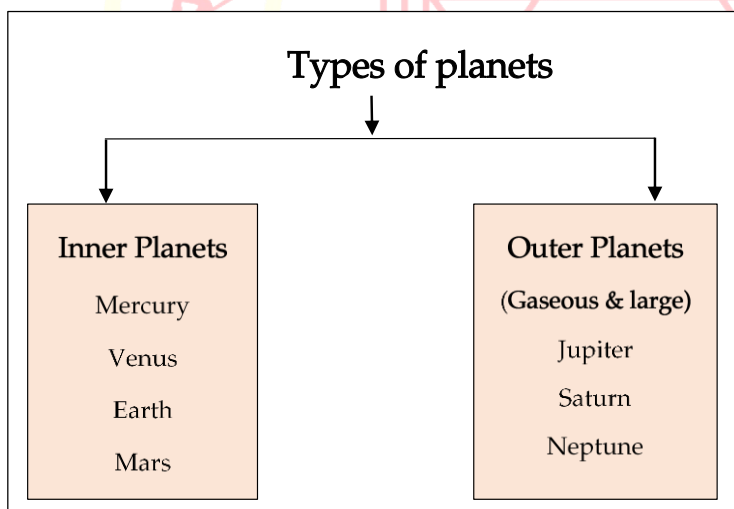 Types of planets
Inner Planets
Mercury
Venus
Earth
Mars
Outer Planets
(Gaseous & large)
Jupiter
Saturn
Neptune